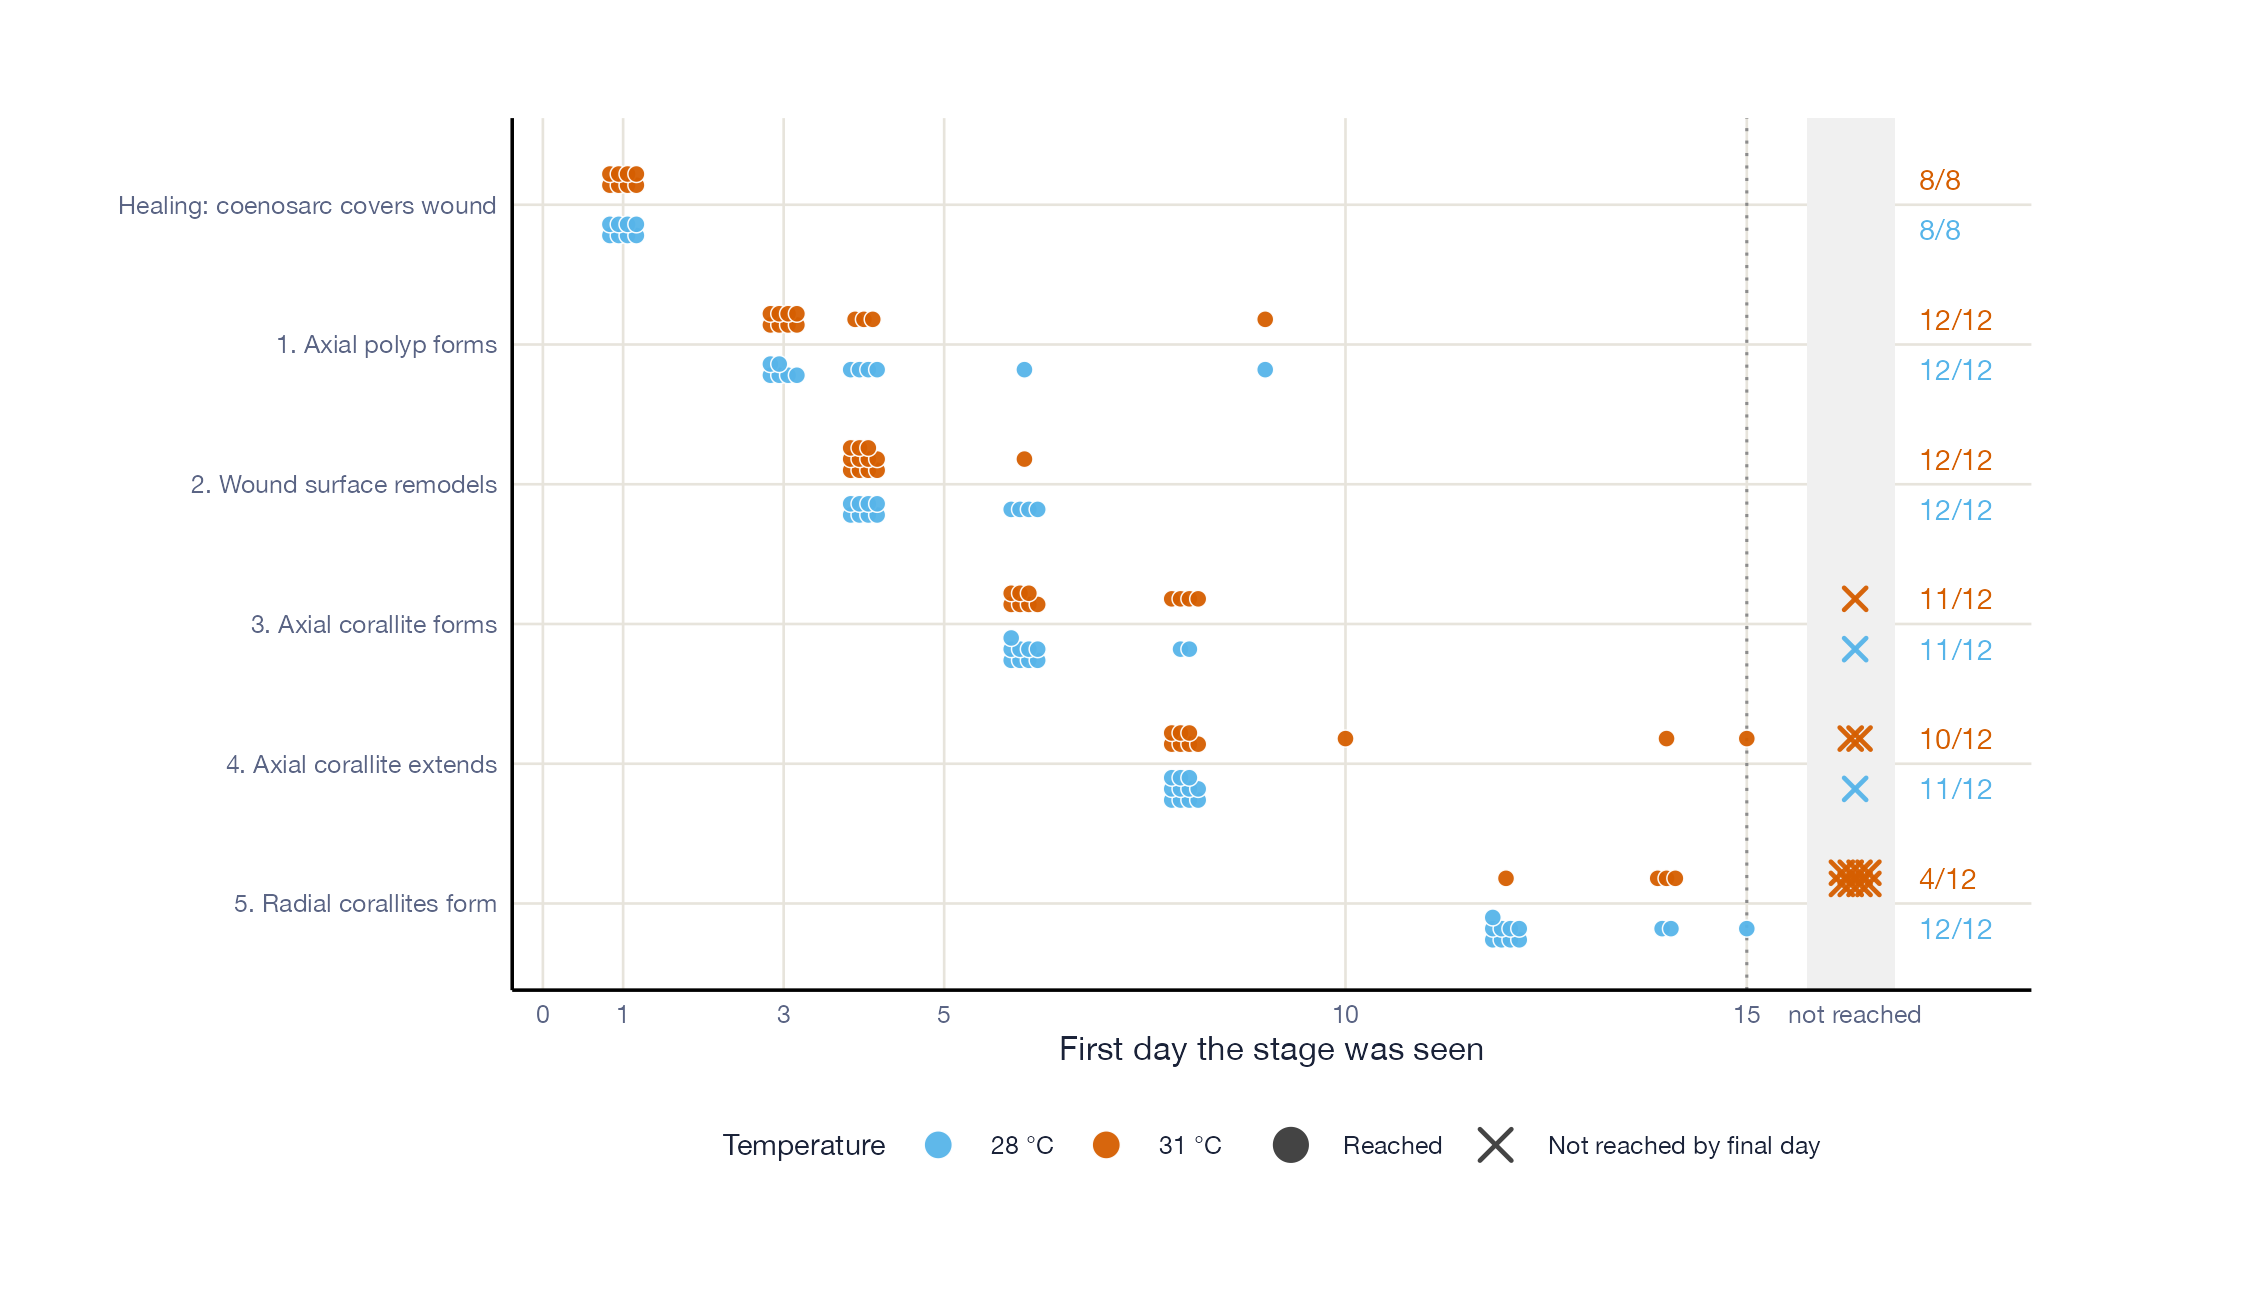 Healing: coenosarc covers wound
8/8
8/8
1. Axial polyp forms
12/12
12/12
2. Wound surface remodels
12/12
12/12
3. Axial corallite forms
11/12
11/12
4. Axial corallite extends
10/12
11/12
5. Radial corallites form
4/12
12/12
0 1 3 5 10 15 not reached
First day the stage was seen
Temperature 28 °C 31 °C Reached Not reached by final day